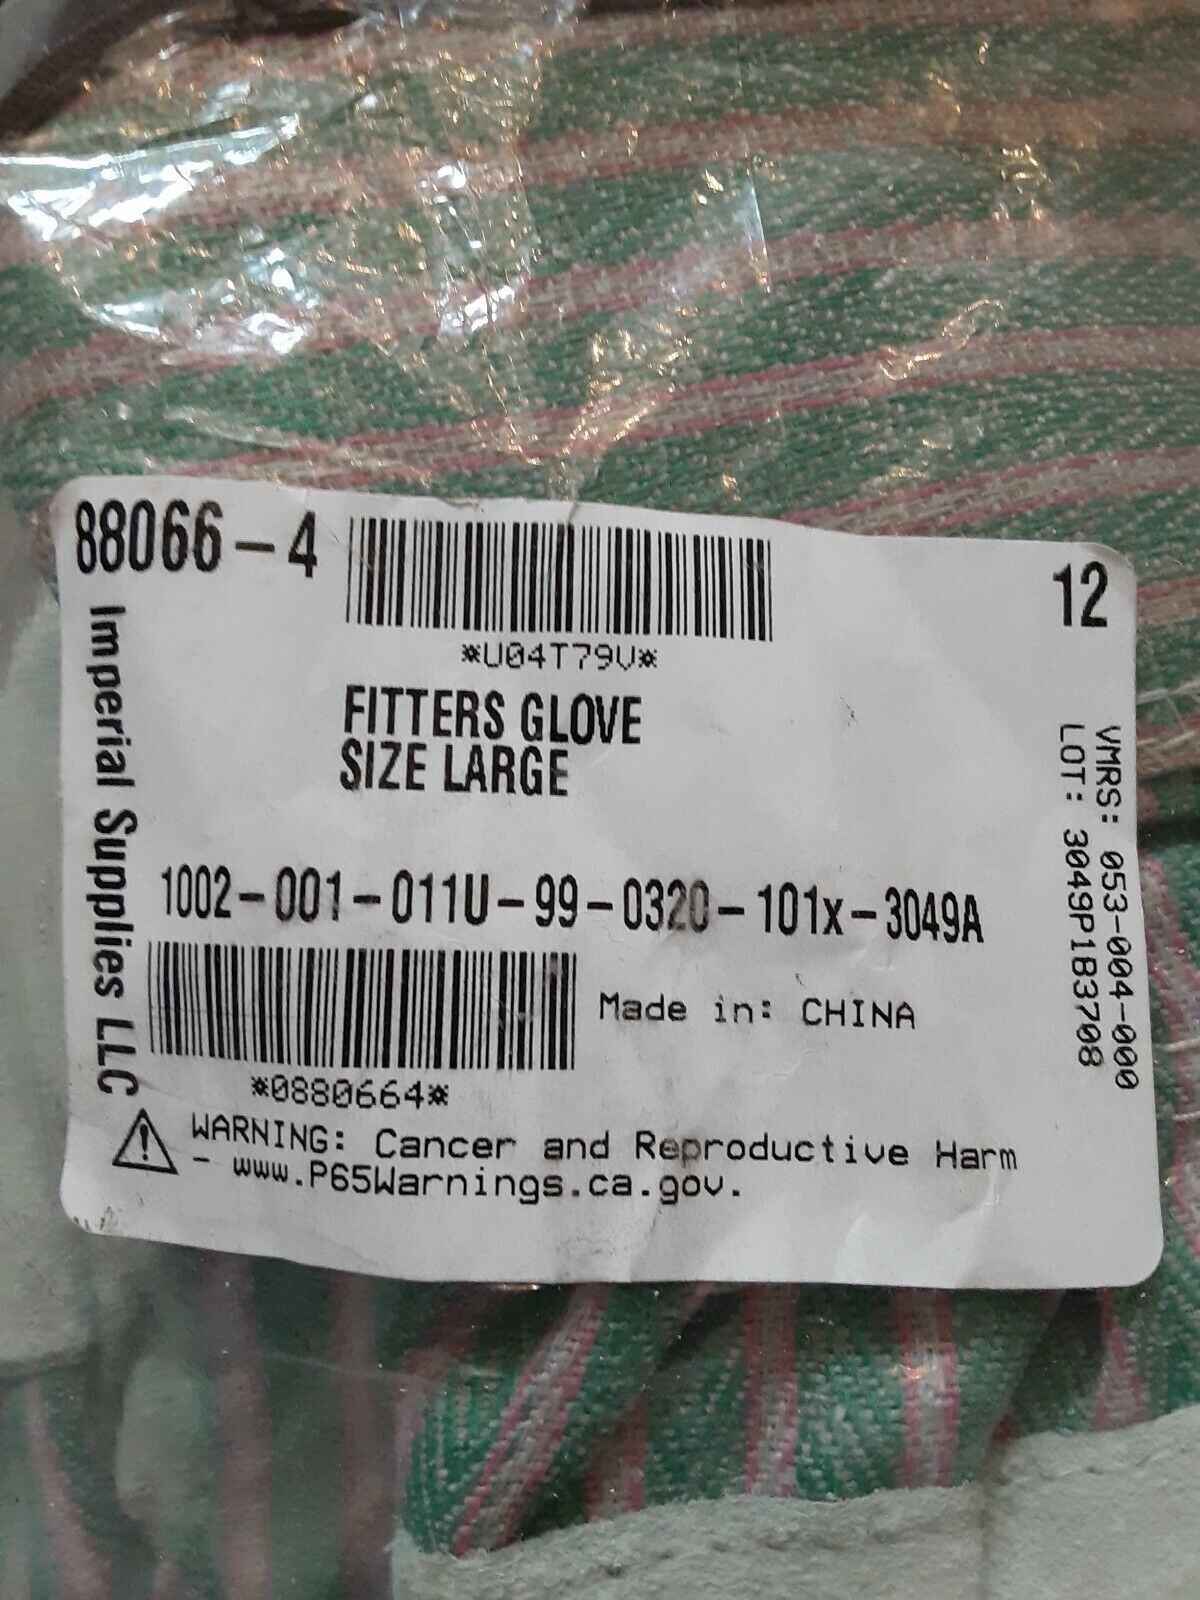 88066-4
12
*U04T79V*
FITTERS GLOVE
SIZE LARGE
Imperial Supplies LLC
1002-001-011U-99-0320-101x-3049A
Made in: CHINA
*0880664*
WARNING: Cancer and Reproductive Harm
- www.P65Warnings.ca.gov.
VMRS: 053-004-000
LOT: 3049P183708